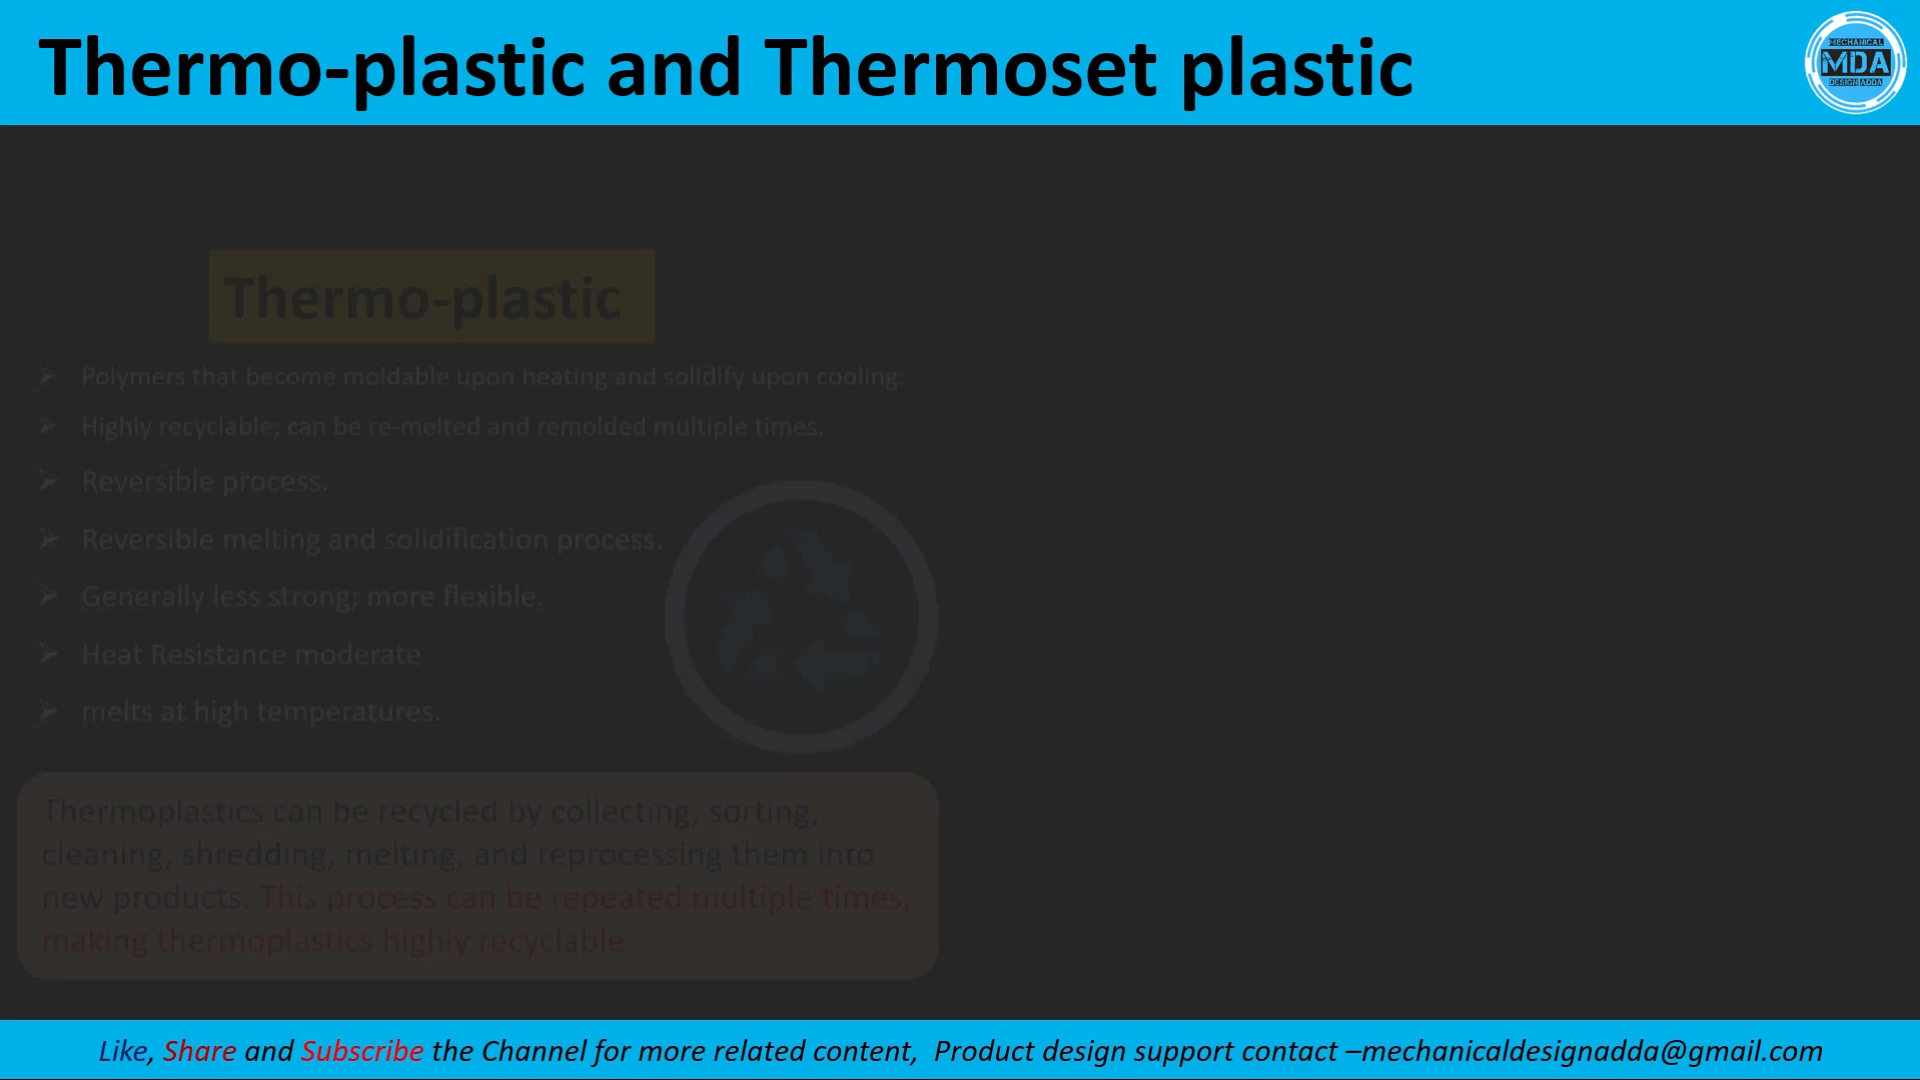 Thermo-plastic and Thermoset plastic
MECHANICAL
MDA
DESIGN ADDA
Thermo-plastic
➢ Polymers that become moldable upon heating and solidify upon cooling.
➢ Highly recyclable; can be re-melted and remolded multiple times.
➢ Reversible process.
➢ Reversible melting and solidification process.
➢ Generally less strong; more flexible.
➢ Heat Resistance moderate
➢ melts at high temperatures.
Thermoplastics can be recycled by collecting, sorting,
cleaning, shredding, melting, and reprocessing them into
new products. This process can be repeated multiple times,
making thermoplastics highly recyclable
Like, Share and Subscribe the Channel for more related content, Product design support contact –mechanicaldesignadda@gmail.com